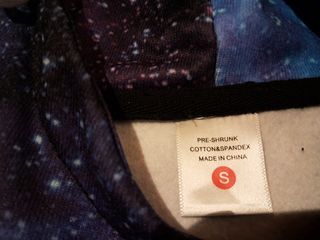 PRE-SHRUNK
COTTON&SPANDEX
MADE IN CHINA
S